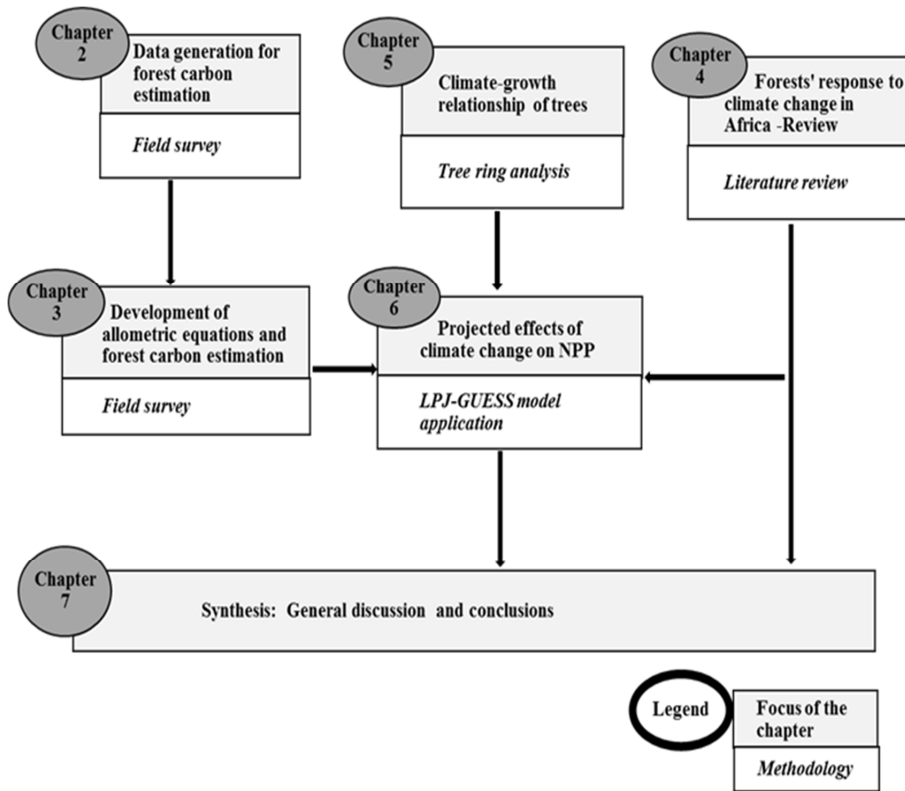 Chapter
2
Data generation for
forest carbon
estimation
Field survey
Chapter
5
Climate-growth
relationship of trees
Tree ring analysis
Chapter
4
Forests' response to
climate change in
Africa -Review
Literature review
Chapter
3
Development of
allometric equations and
forest carbon estimation
Field survey
Chapter
6
Projected effects of
climate change on NPP
LPJ-GUESS model
application
Chapter
7
Synthesis: General discussion and conclusions
Legend
Focus of the
chapter
Methodology